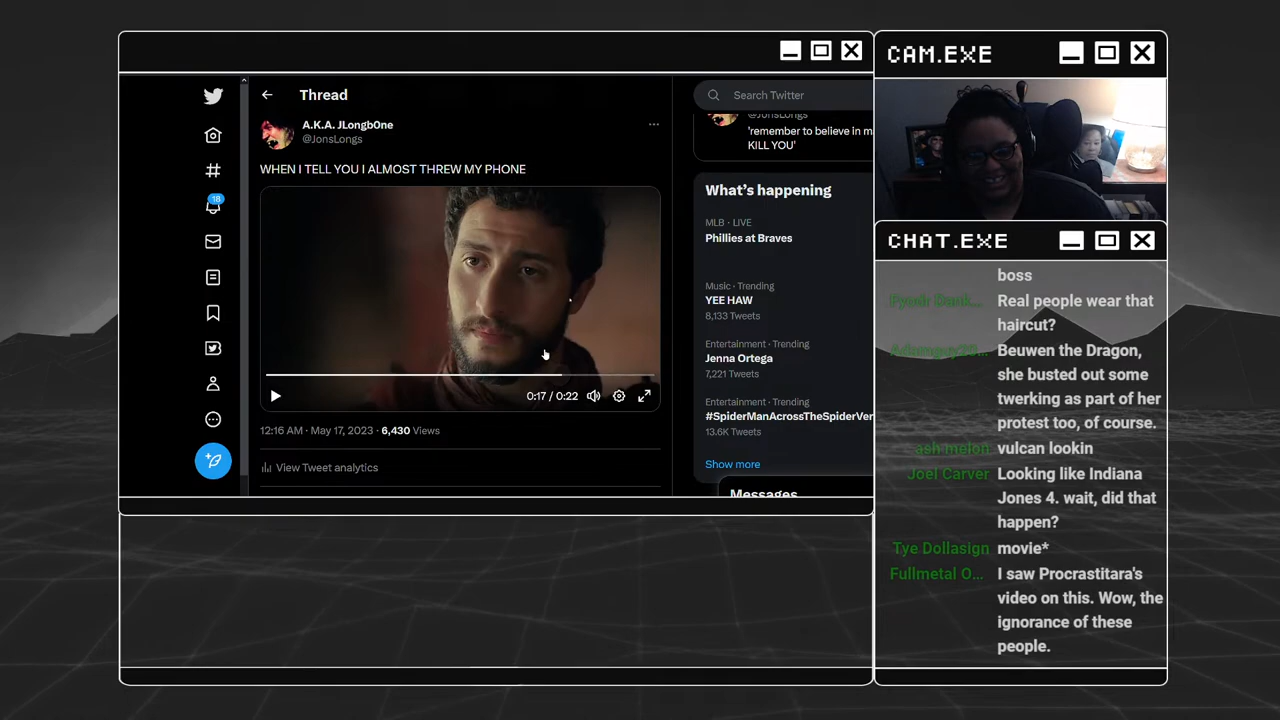 Thread
A.K.A. JLongb0ne
@JonsLongs
WHEN I TELL YOU I ALMOST THREW MY PHONE
0:17 / 0:22
12:16 AM · May 17, 2023 · 6,430 Views
View Tweet analytics
18
Search Twitter
@JonsLongs
'remember to believe in m
KILL YOU'
What's happening
MLB · LIVE
Phillies at Braves
Music · Trending
YEE HAW
8,133 Tweets
Entertainment · Trending
Jenna Ortega
7,221 Tweets
Entertainment · Trending
#SpiderManAcrossTheSpiderVer
13.6K Tweets
Show more
Messages
CAM.EXE
CHAT.EXE
boss
Real people wear that
haircut?
Beuwen the Dragon,
she busted out some
twerking as part of her
protest too, of course.
ash melon vulcan lookin
Joel Carver Looking like Indiana
Jones 4. wait, did that
happen?
Tye Dollasign movie*
Fullmetal O... I saw Procrastitara's
video on this. Wow, the
ignorance of these
people.